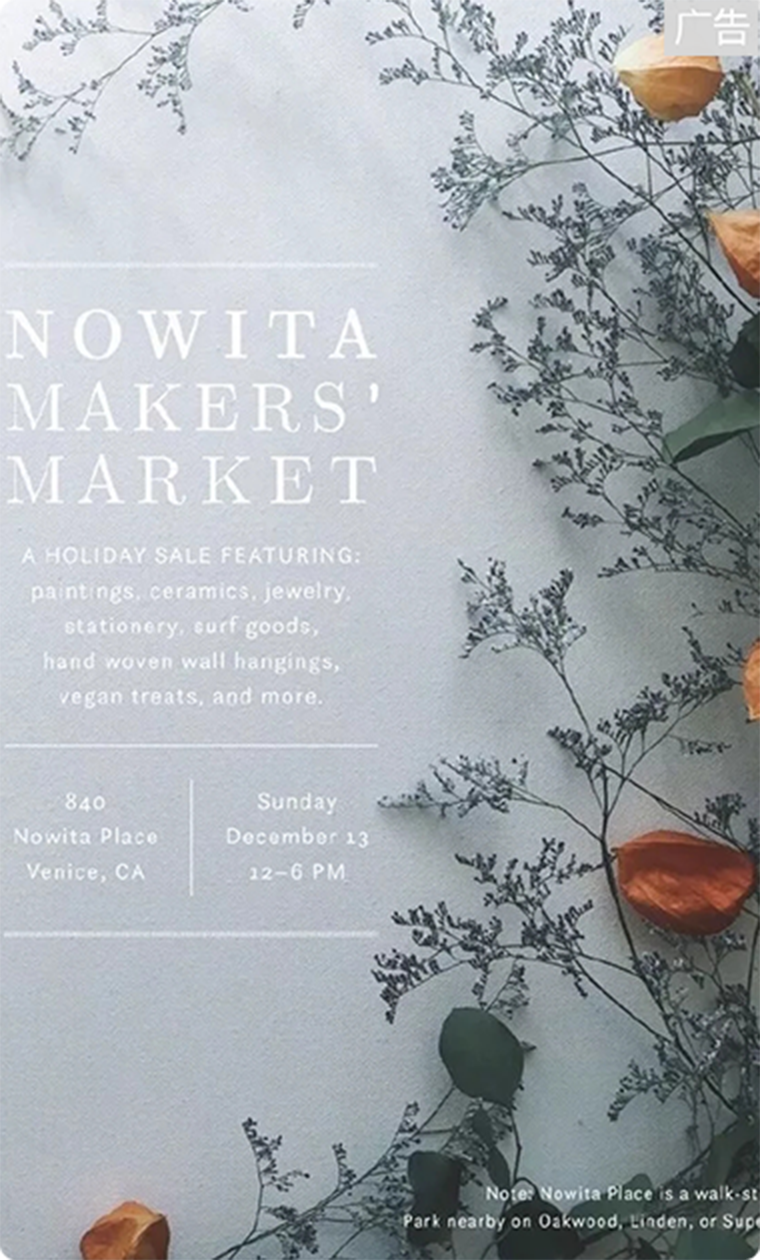 广告
NOWITA
MAKERS'
MARKET
A HOLIDAY SALE FEATURING:
paintings, ceramics, jewelry,
stationery, surf goods,
hand woven wall hangings,
vegan treats, and more.
840
Nowita Place
Venice, CA
Sunday
December 13
12–6 PM
Note: Nowita Place is a walk-st
Park nearby on Oakwood, Linden, or Supe